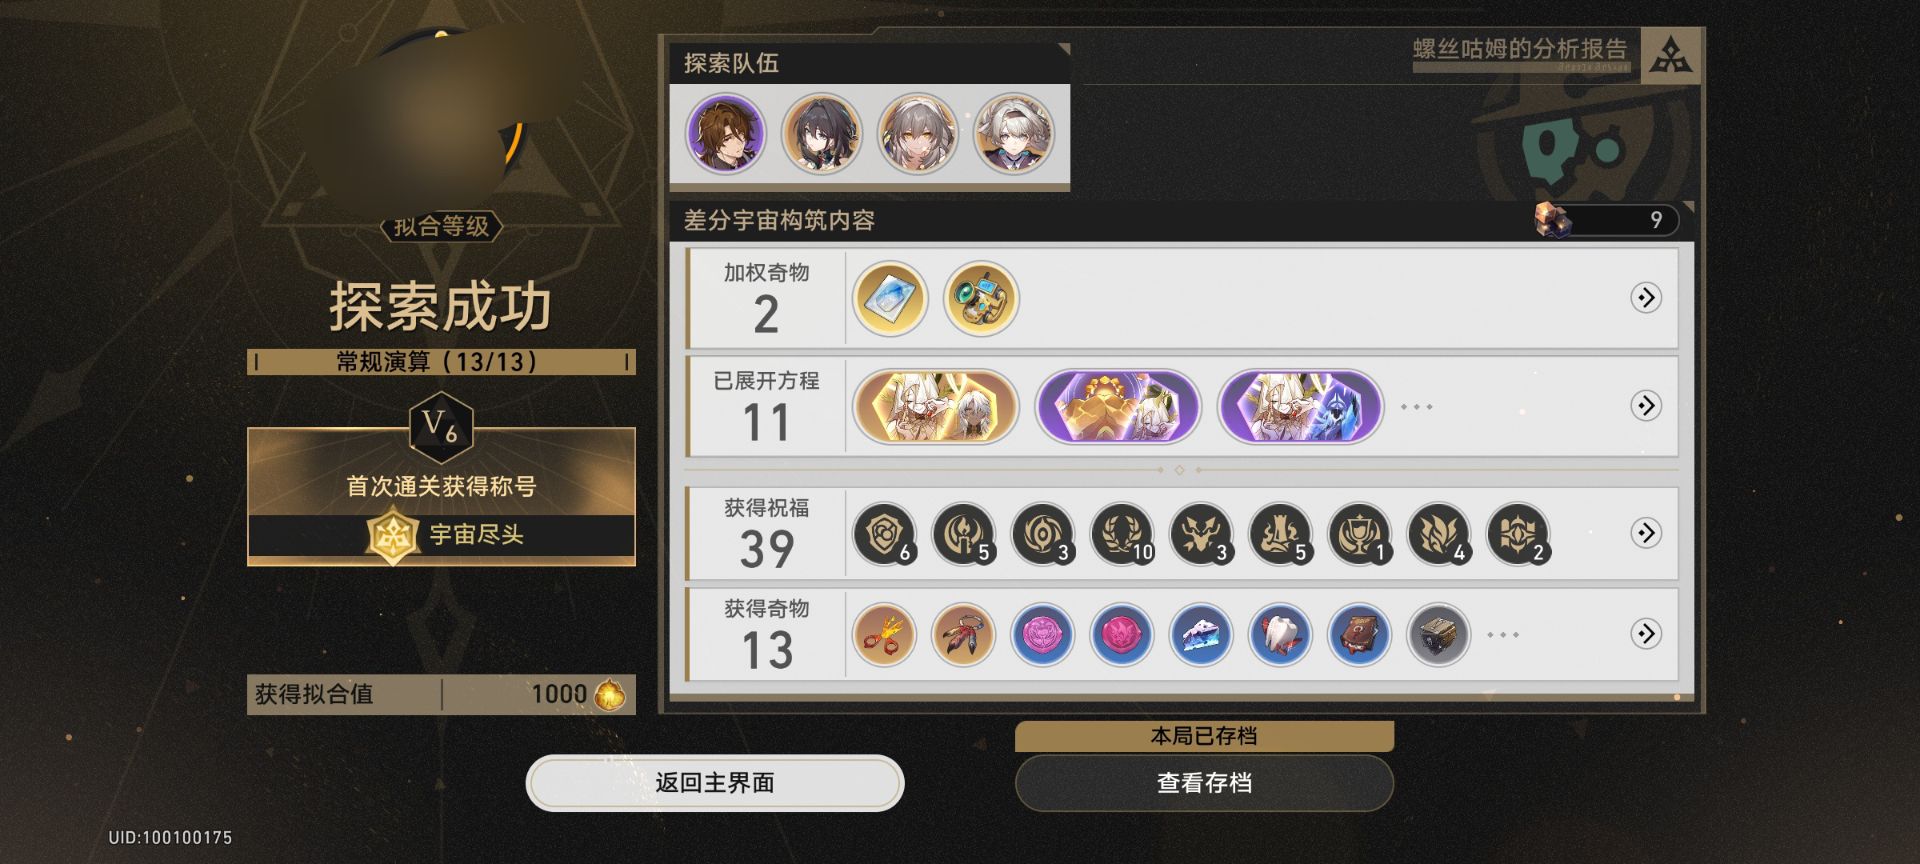 拟合等级
探索成功
常规演算（13/13）
V6
首次通关获得称号
宇宙尽头
获得拟合值 1000
探索队伍
螺丝咕姆的分析报告
差分宇宙构筑内容 9
加权奇物
2
已展开方程
11
获得祝福
39
6 5 3 10 3 5 1 4 2
获得奇物
13
本局已存档
返回主界面 查看存档
UID:100100175